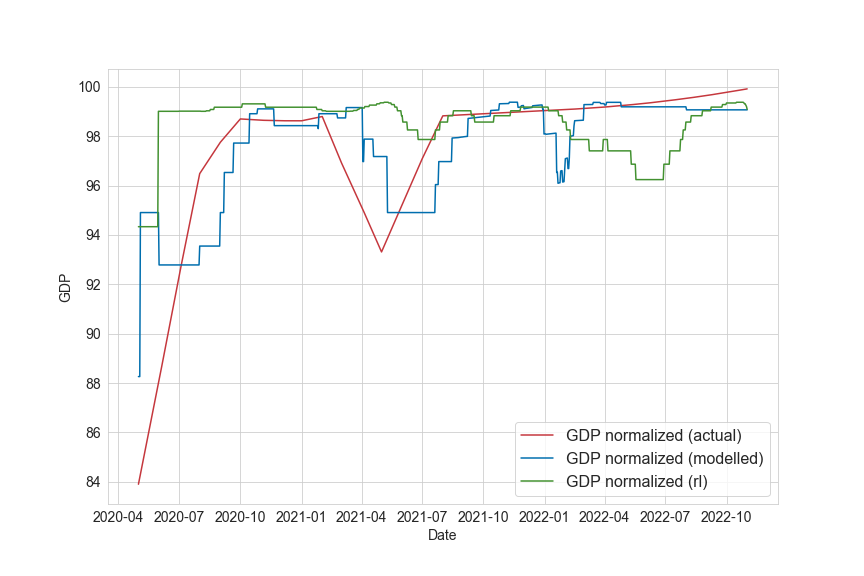 100
98
96
94
92
90
88
86
84
GDP
GDP normalized (actual)
GDP normalized (modelled)
GDP normalized (rl)
2020-04 2020-07 2020-10 2021-01 2021-04 2021-07 2021-10 2022-01 2022-04 2022-07 2022-10
Date